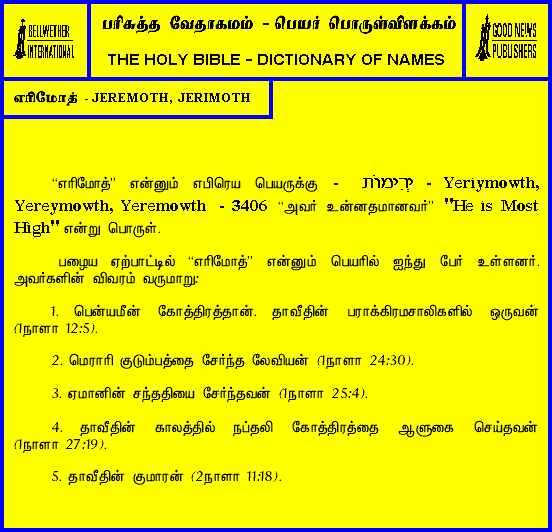 BELLWETHER
INTERNATIONAL
பரிசுத்த வேதாகமம் - பெயர் பொருள்விளக்கம்
THE HOLY BIBLE - DICTIONARY OF NAMES
GOOD NEWS
PUBLISHERS
எரிமோத் - JEREMOTH, JERIMOTH
“எரிமோத்” என்னும் எபிரெய பெயருக்கு - יְרִימוֹת - Yeriymowth,
Yereymowth, Yeremowth - 3406 “அவர் உன்னதமானவர்” "He is Most
High" என்று பொருள்.
பழைய ஏற்பாட்டில் “எரிமோத்” என்னும் பெயரில் ஐந்து பேர் உள்ளனர்.
அவர்களின் விவரம் வருமாறு:
1. பென்யமீன் கோத்திரத்தான். தாவீதின் பராக்கிரமசாலிகளில் ஒருவன்
(1நாளா 12:5).
2. மெராரி குடும்பத்தை சேர்ந்த லேவியன் (1நாளா 24:30).
3. ஏமானின் சந்ததியை சேர்ந்தவன் (1நாளா 25:4).
4. தாவீதின் காலத்தில் நப்தலி கோத்திரத்தை ஆளுகை செய்தவன்
(1நாளா 27:19).
5. தாவீதின் குமாரன் (2நாளா 11:18).